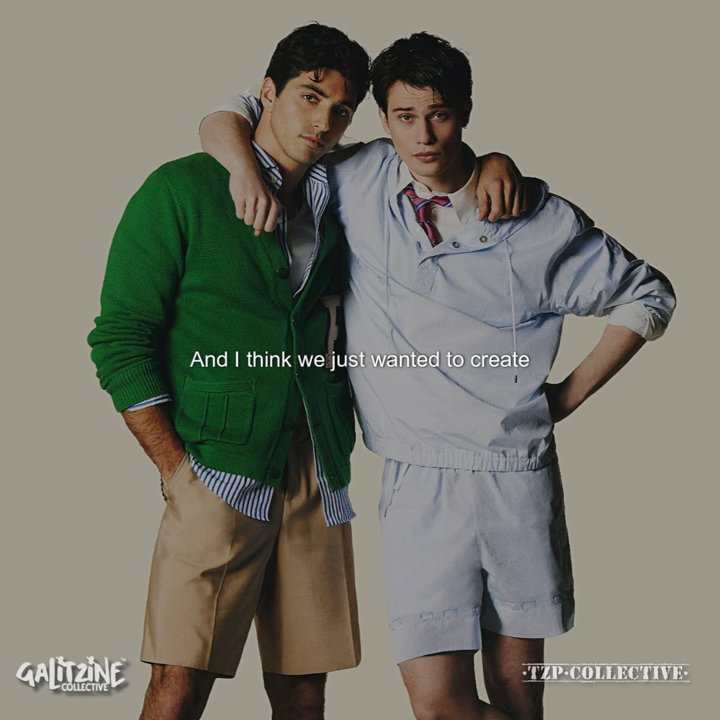 And I think we just wanted to create
GALITZINE
COLLECTIVE
·TZP·COLLECTIVE·